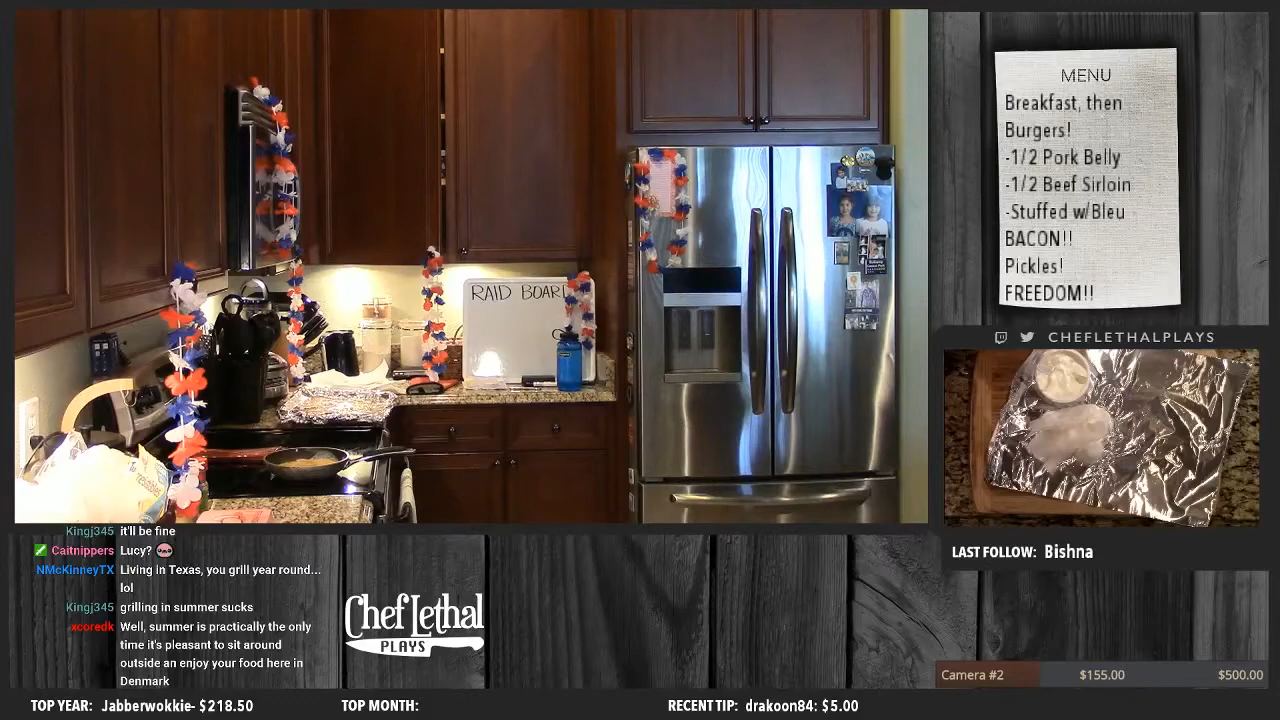 MENU
Breakfast, then
Burgers!
-1/2 Pork Belly
-1/2 Beef Sirloin
-Stuffed w/Bleu
BACON!!
Pickles!
FREEDOM!!
RAID BOARD
CHEFLETHALPLAYS
Kingj345 it'll be fine
Caitnippers Lucy?
NMcKinneyTX Living in Texas, you grill year round...
lol
Kingj345 grilling in summer sucks
xcoredk Well, summer is practically the only
time it's pleasant to sit around
outside an enjoy your food here in
Denmark
Chef Lethal
PLAYS
LAST FOLLOW: Bishna
Camera #2 $155.00 $500.00
TOP YEAR: Jabberwokkie- $218.50 TOP MONTH: RECENT TIP: drakoon84: $5.00